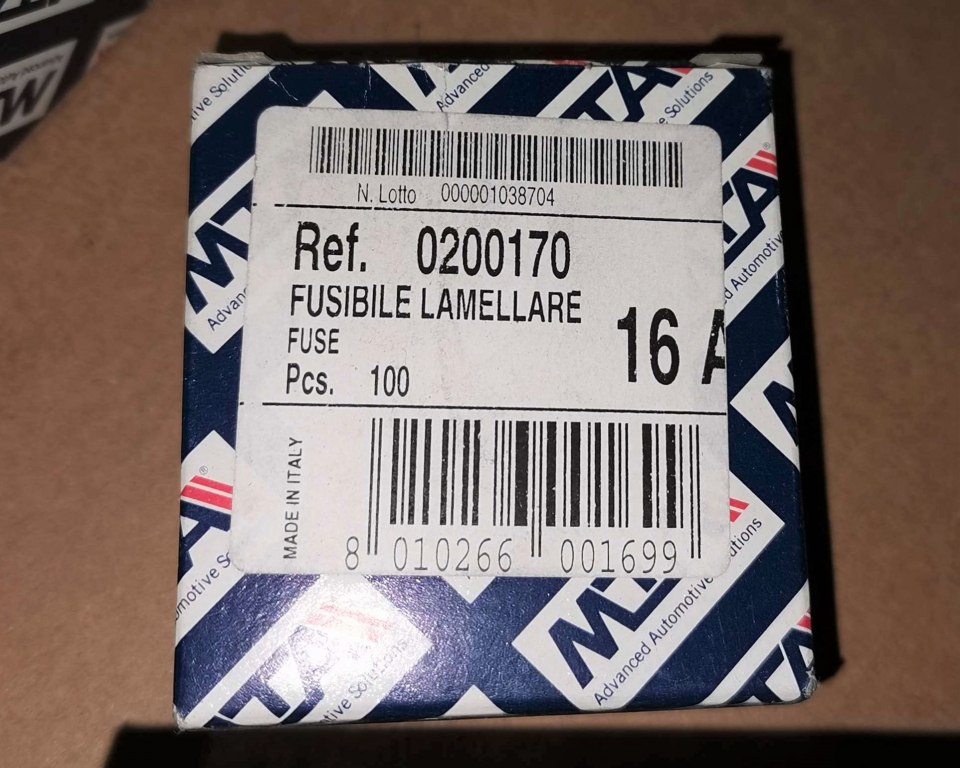 N. Lotto 000001038704
Ref. 0200170
FUSIBILE LAMELLARE
FUSE
16 A
Pcs. 100
MADE IN ITALY
8 010266 001699
MTA
Advanced Automotive Solutions